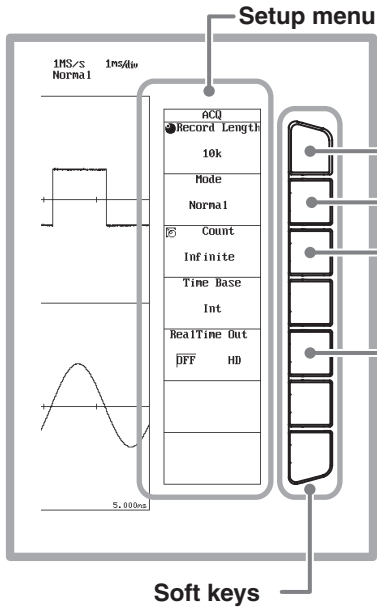 Setup menu
1MS/s 1ms/div
Normal
ACQ
Record Length
10k
Mode
Normal
Count
Infinite
Time Base
Int
RealTime Out
OFF HD
5.000ms
Soft keys